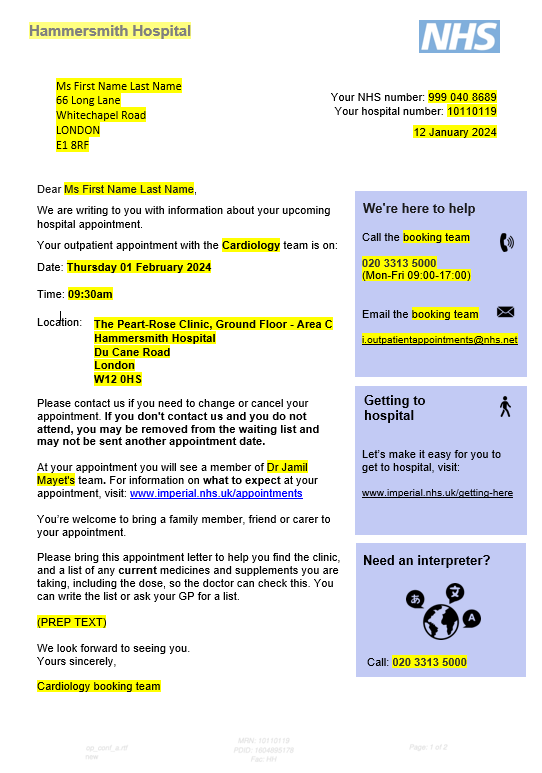 Hammersmith Hospital
NHS
Ms First Name Last Name
66 Long Lane
Whitechapel Road
LONDON
E1 8RF
Your NHS number: 999 040 8689
Your hospital number: 10110119
12 January 2024
Dear Ms First Name Last Name,
We are writing to you with information about your upcoming
hospital appointment.
Your outpatient appointment with the Cardiology team is on:
Date: Thursday 01 February 2024
Time: 09:30am
Location: The Peart-Rose Clinic, Ground Floor - Area C
Hammersmith Hospital
Du Cane Road
London
W12 0HS
Please contact us if you need to change or cancel your
appointment. If you don't contact us and you do not
attend, you may be removed from the waiting list and
may not be sent another appointment date.
At your appointment you will see a member of Dr Jamil
Mayet's team. For information on what to expect at your
appointment, visit: www.imperial.nhs.uk/appointments
You're welcome to bring a family member, friend or carer to
your appointment.
Please bring this appointment letter to help you find the clinic,
and a list of any current medicines and supplements you are
taking, including the dose, so the doctor can check this. You
can write the list or ask your GP for a list.
(PREP TEXT)
We look forward to seeing you.
Yours sincerely,
Cardiology booking team
We're here to help
Call the booking team
020 3313 5000
(Mon-Fri 09:00-17:00)
Email the booking team
i.outpatientappointments@nhs.net
Getting to
hospital
Let's make it easy for you to
get to hospital, visit:
www.imperial.nhs.uk/getting-here
Need an interpreter?
文
あ
A
Call: 020 3313 5000
new
MRN: 10110119
Fac: HH
Page: 1 of 2